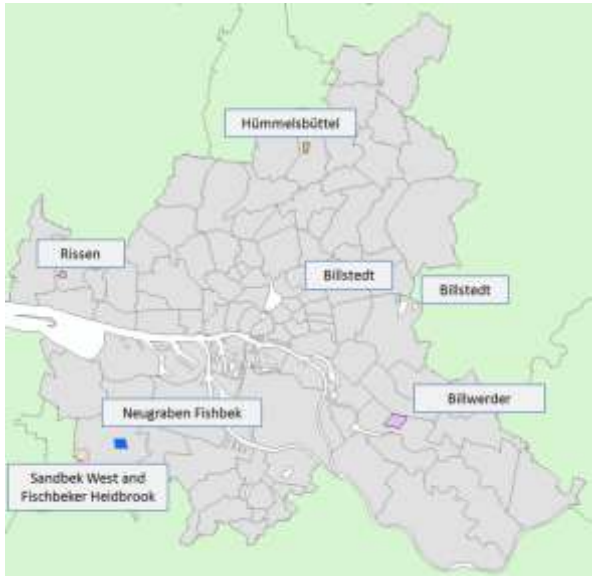 Hümmelsbüttel
Rissen
Billstedt
Billstedt
Neugraben Fishbek
Billwerder
Sandbek West and
Fischbeker Heidbrook